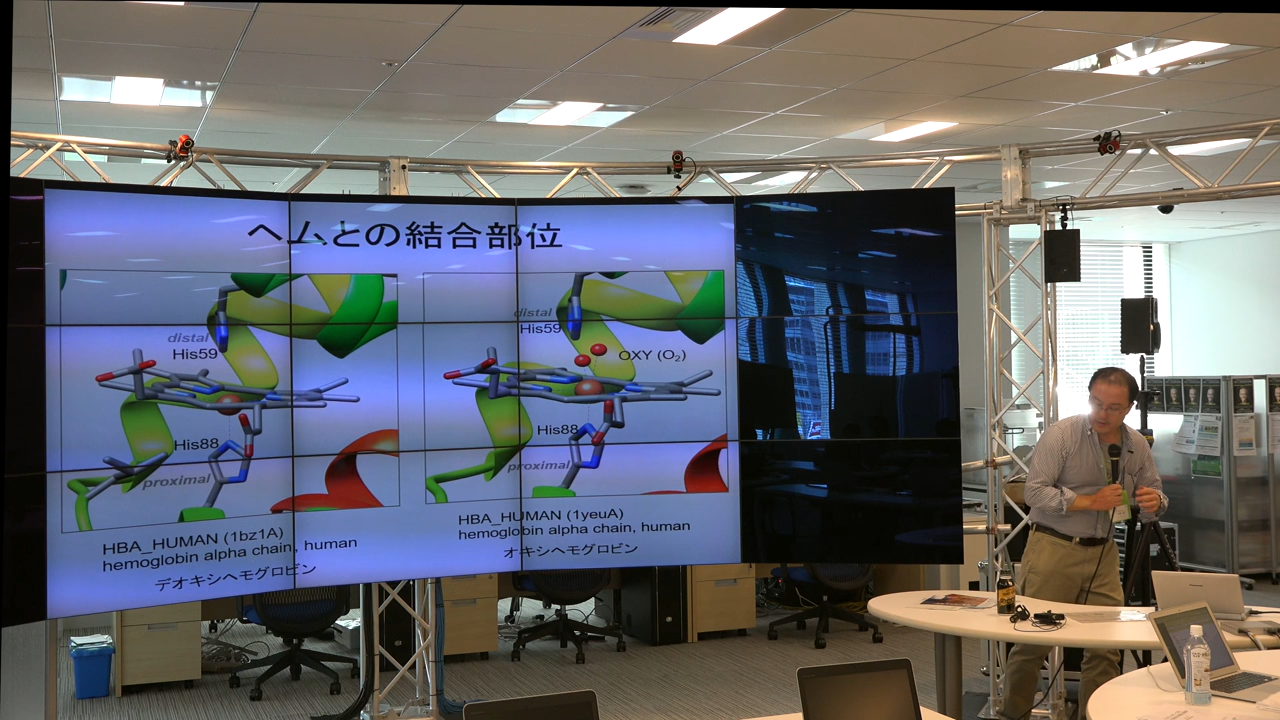 ヘムとの結合部位
distal
His59
His88
proximal
HBA_HUMAN (1bz1A)
hemoglobin alpha chain, human
デオキシヘモグロビン
distal
His59
OXY (O₂)
His88
proximal
HBA_HUMAN (1yeuA)
hemoglobin alpha chain, human
オキシヘモグロビン